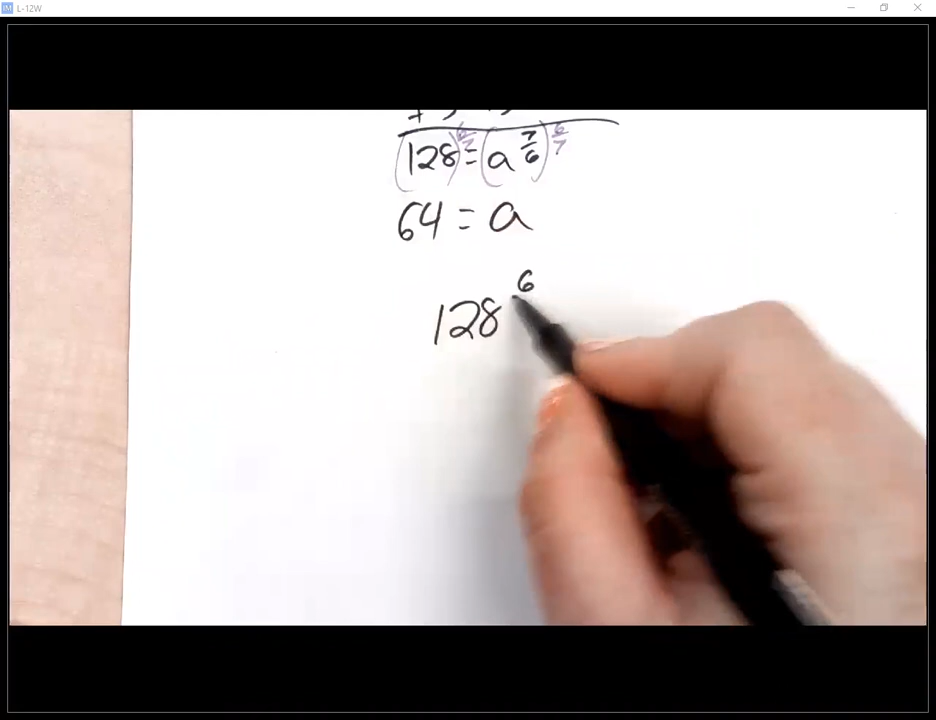 L-12W
(128)^{6/7} = (a^{7/6})^{6/7}
64 = a
128^6